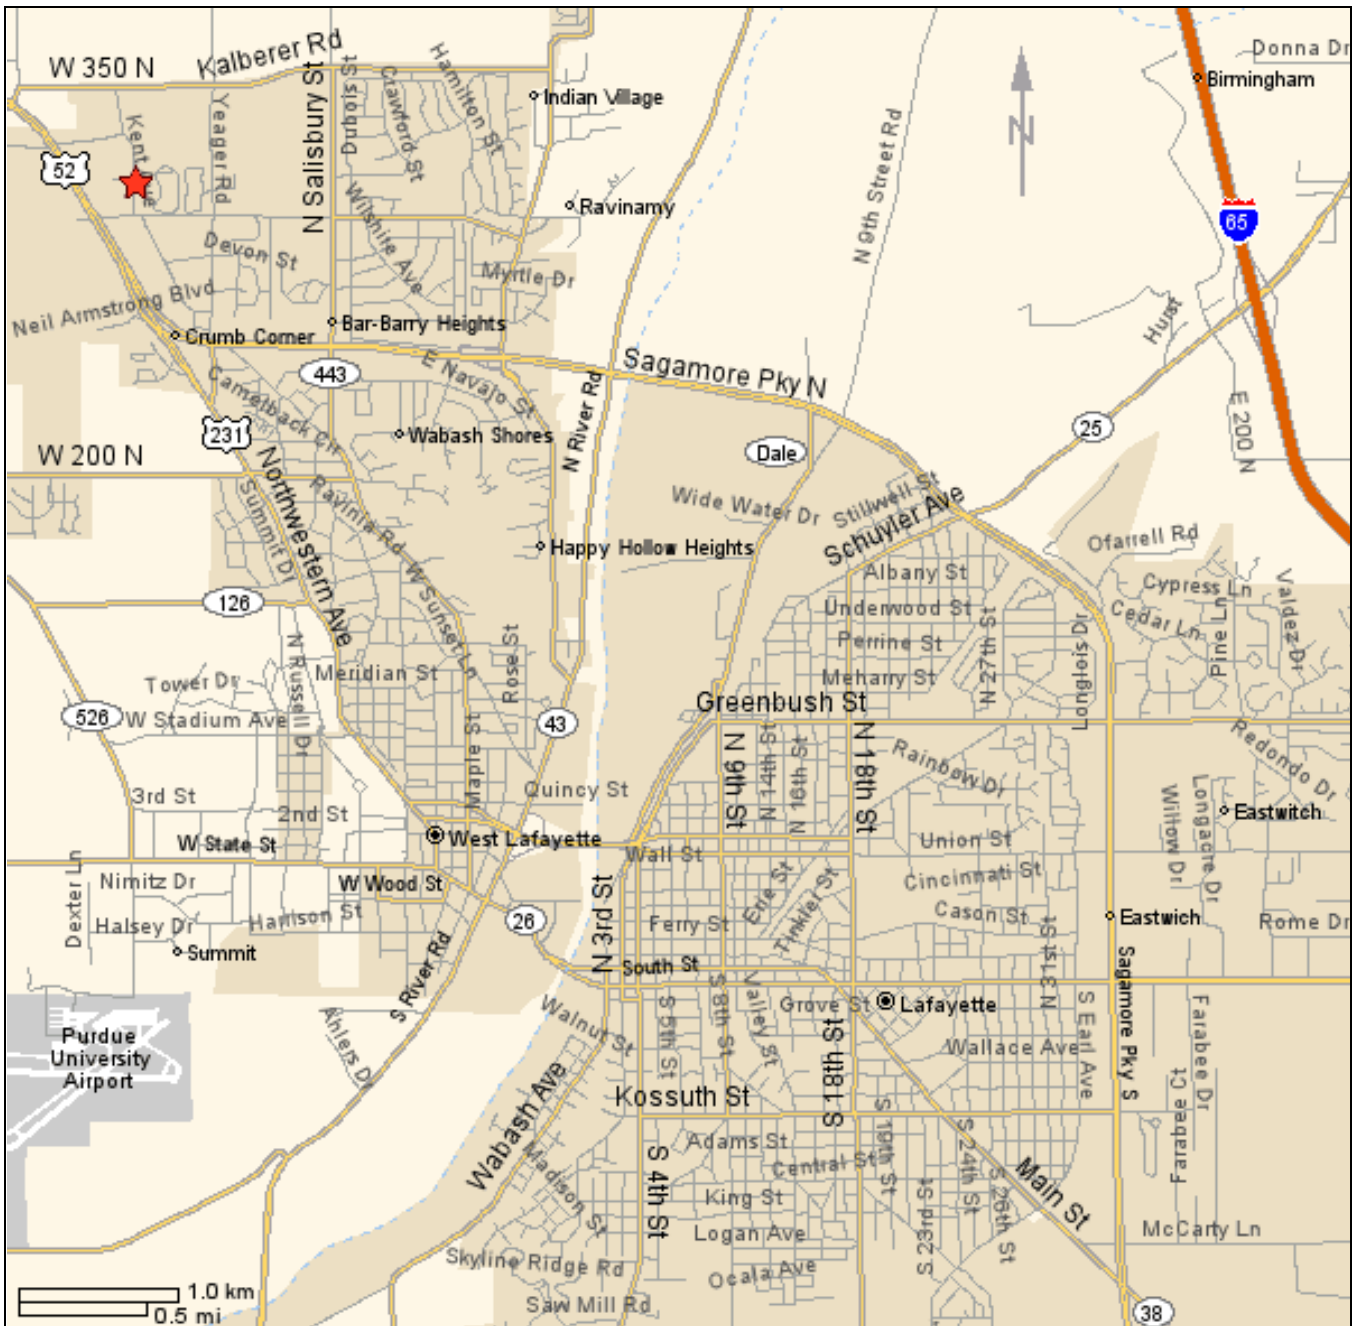 W 350 N
Kalberer Rd
Donna Dr
Birmingham
Indian Village
Hamilton St
Crawford St
Dubois St
N Salisbury St
Yeager Rd
52
N
N 9th Street Rd
65
Ravinamy
Wilshire Ave
Devon St
Myrtle Dr
Neil Armstrong Blvd
Crumb Corner
Bar-Barry Heights
Hurst
443
E Navajo St
Sagamore Pky N
N River Rd
Camelback Cir
231
Wabash Shores
25
E 200 N
W 200 N
Dale
Northwestern Ave
Summit Dr
Ravinia Rd
Wide Water Dr
Stillwell St
Schuyler Ave
Happy Hollow Heights
Ofarrell Rd
Albany St
Cypress Ln
Valdez Dr
126
W Sunset Ln
Underwood St
Cedar Ln
Perrine St
N 27th St
Longlois Dr
Pine Ln
N Russell Dr
Meridian St
Rose St
Meharry St
Tower Dr
Greenbush St
526
W Stadium Ave
43
Maple St
N 9th St
N 14th St
N 16th St
N 18th St
Rainbow Dr
Redondo Dr
3rd St
Quincy St
2nd St
Willow Dr
Longacre Dr
Eastwitch
W State St
West Lafayette
Wall St
Union St
Dexter Ln
Nimitz Dr
W Wood St
Erie St
Tinkler St
Cincinnati St
Halsey Dr
Harrison St
26
N 3rd St
Ferry St
Cason St
N 31st St
Eastwich
Rome Dr
Summit
S River Rd
South St
Sagamore Pky S
Walnut St
S 5th St
S 8th St
Valley St
Grove St
Lafayette
S Earl Ave
Farabee Dr
Purdue
University
Airport
Ahlers Dr
S 18th St
Wallace Ave
Wabash Ave
Kossuth St
Farabee Ct
Madison St
S 4th St
Adams St
Central St
S 19th St
S 24th St
S 26th St
Main St
King St
S 23rd St
Logan Ave
McCarty Ln
Skyline Ridge Rd
Ocala Ave
1.0 km
Saw Mill Rd
0.5 mi
38